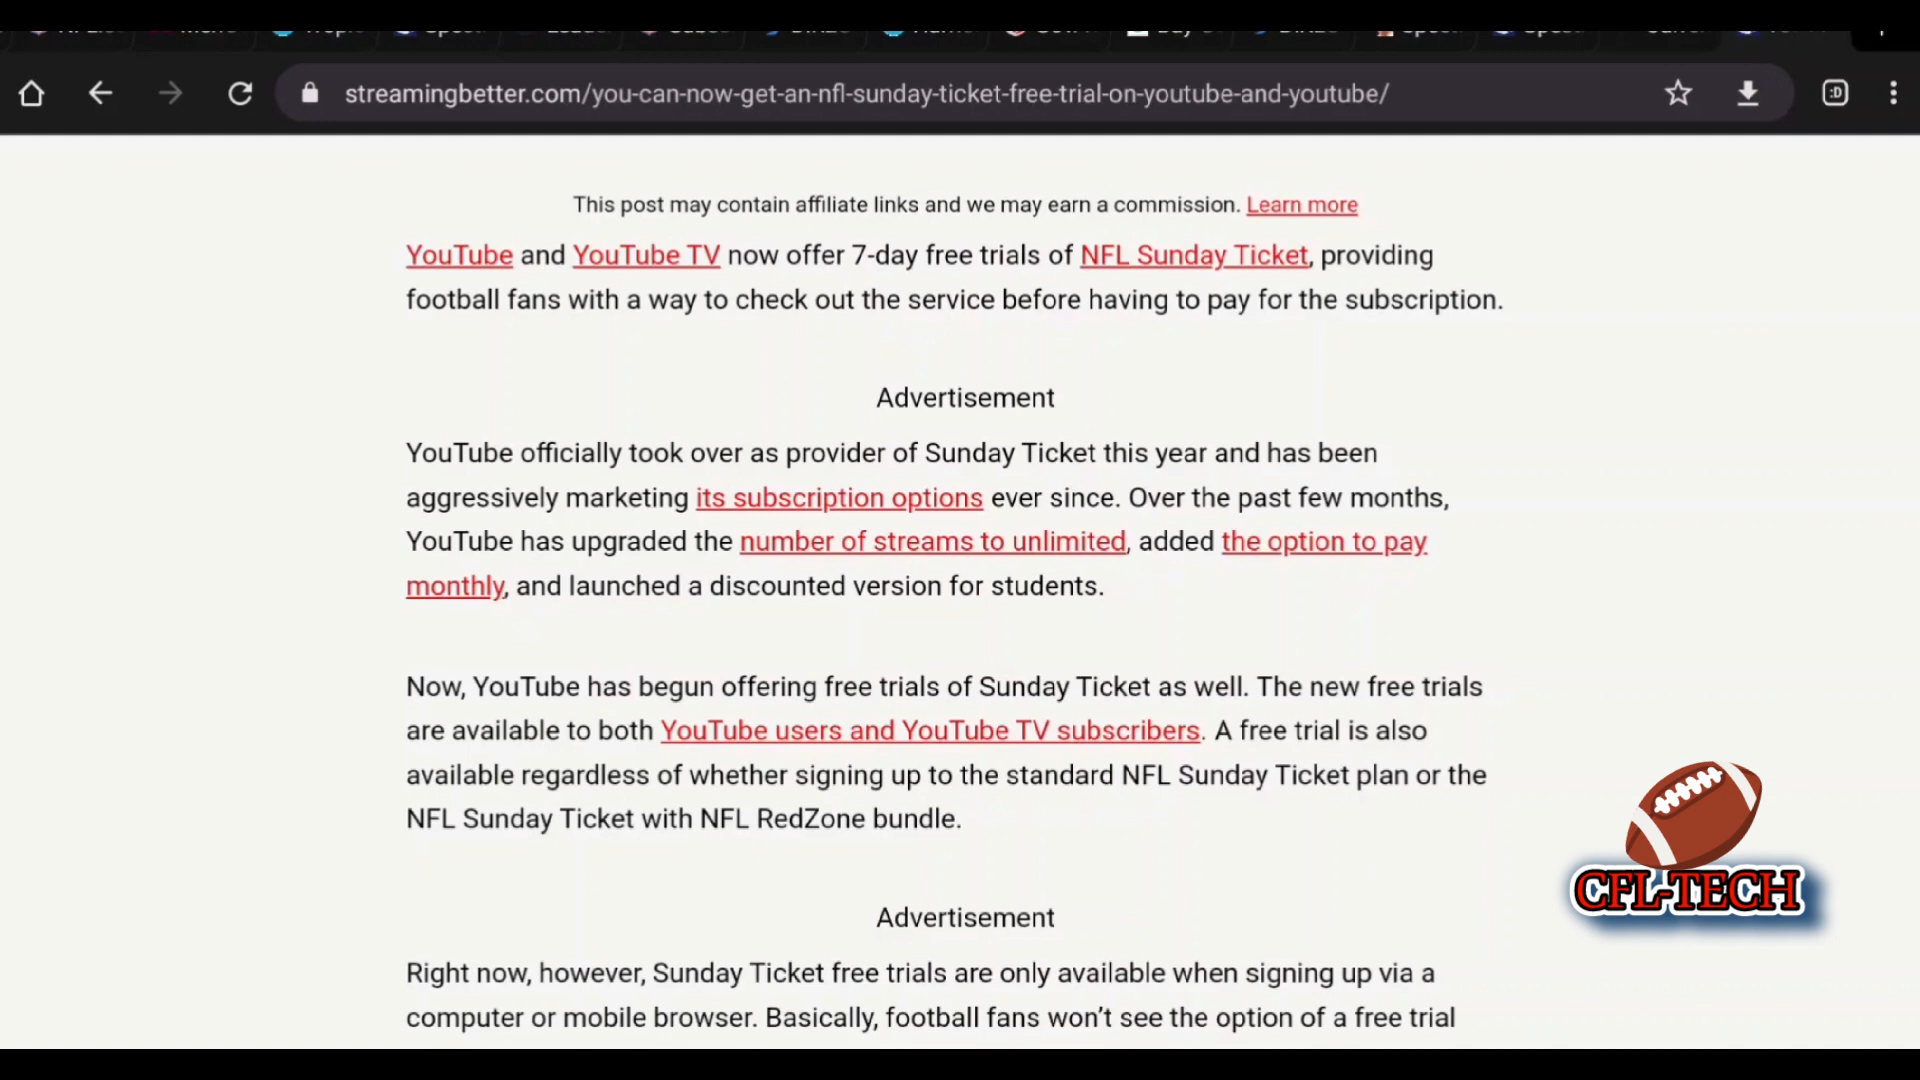 :D
streamingbetter.com/you-can-now-get-an-nfl-sunday-ticket-free-trial-on-youtube-and-youtube/
This post may contain affiliate links and we may earn a commission. Learn more
YouTube and YouTube TV now offer 7-day free trials of NFL Sunday Ticket, providing
football fans with a way to check out the service before having to pay for the subscription.
Advertisement
YouTube officially took over as provider of Sunday Ticket this year and has been
aggressively marketing its subscription options ever since. Over the past few months,
YouTube has upgraded the number of streams to unlimited, added the option to pay
monthly, and launched a discounted version for students.
Now, YouTube has begun offering free trials of Sunday Ticket as well. The new free trials
are available to both YouTube users and YouTube TV subscribers. A free trial is also
available regardless of whether signing up to the standard NFL Sunday Ticket plan or the
NFL Sunday Ticket with NFL RedZone bundle.
CFL-TECH
Advertisement
Right now, however, Sunday Ticket free trials are only available when signing up via a
computer or mobile browser. Basically, football fans won’t see the option of a free trial